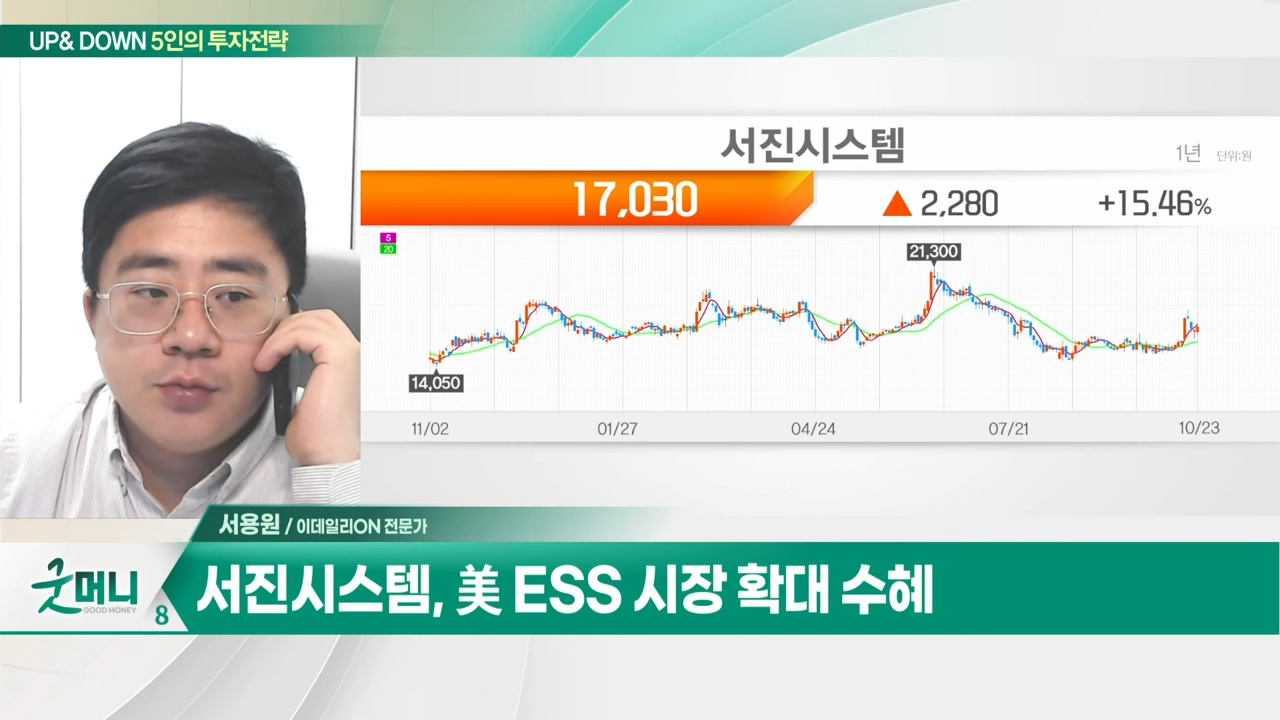 UP& DOWN 5인의 투자전략
서진시스템
1년 단위:원
17,030 ▲ 2,280 +15.46%
5
20
21,300
14,050
11/02 01/27 04/24 07/21 10/23
서용원 / 이데일리ON 전문가
굿머니
GOOD MONEY
8
서진시스템, 美 ESS 시장 확대 수혜